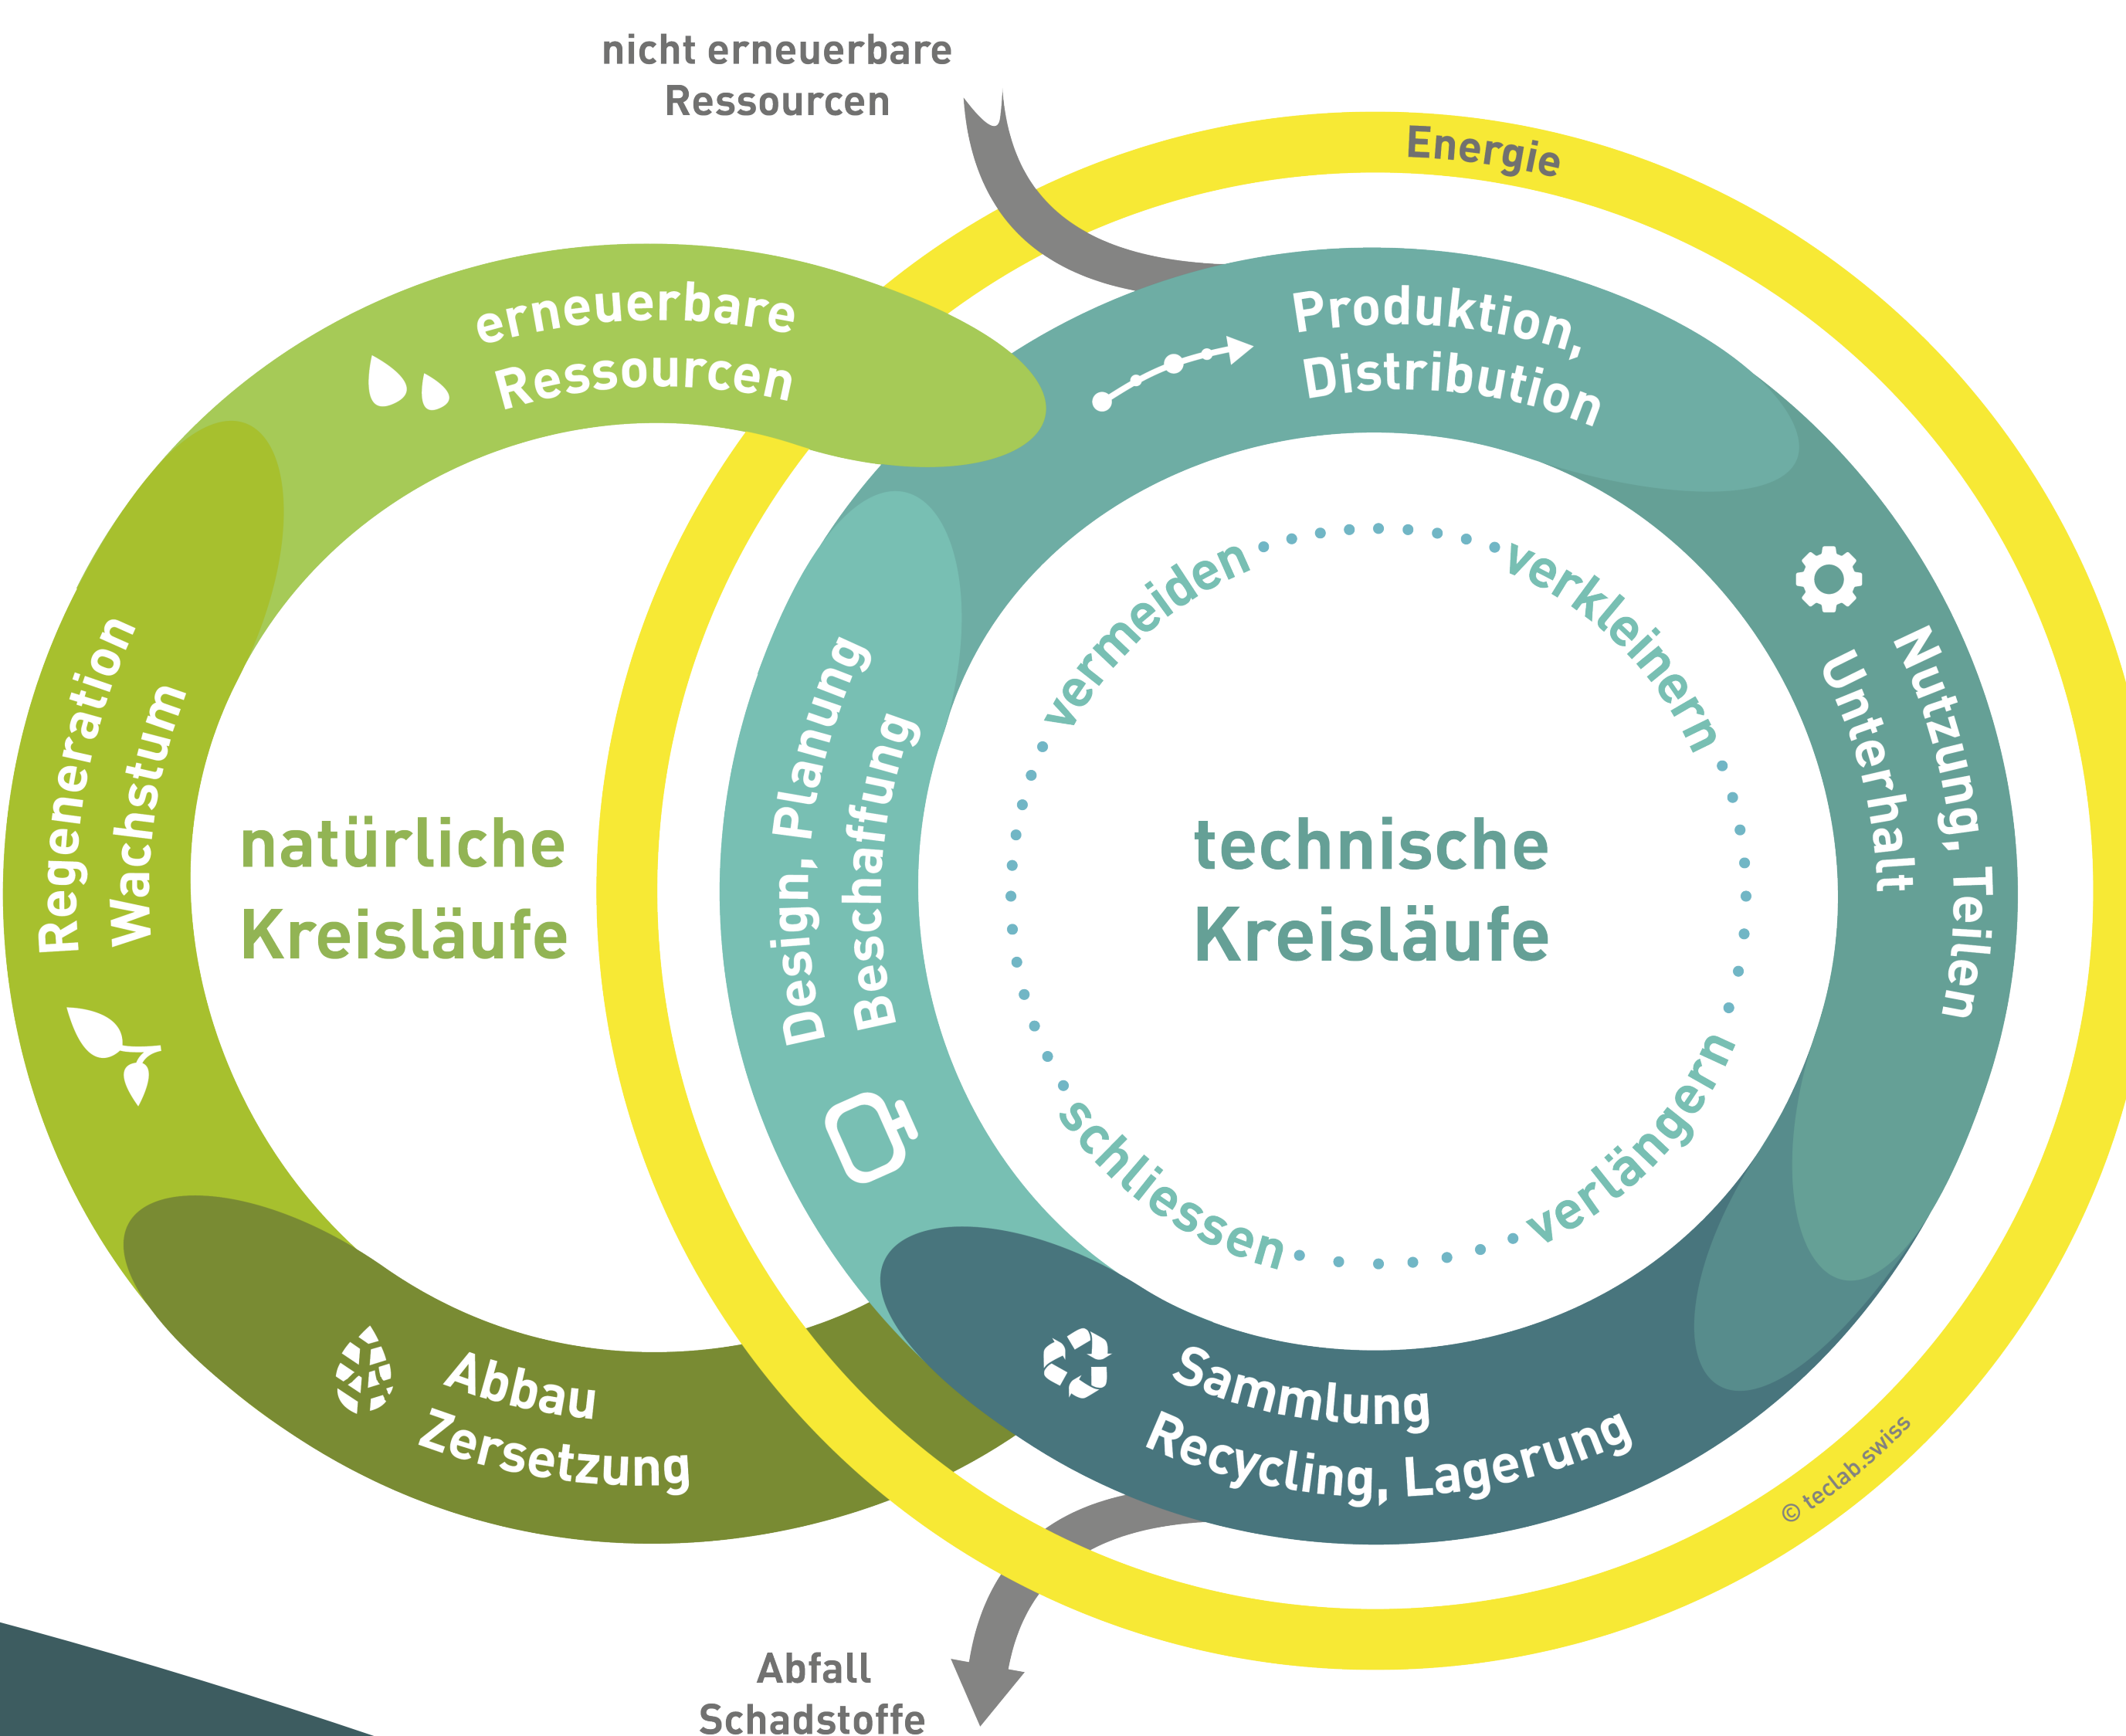 nicht erneuerbare
Ressourcen
Energie
erneuerbare
Ressourcen
Produktion,
Distribution
Regeneration
Wachstum
natürliche
Kreisläufe
Design, Planung
Beschaffung
vermeiden
verkleinern
technische
Kreisläufe
Nutzung, Teilen
Unterhalt
schliessen
verlängern
Abbau
Zersetzung
Sammlung
Recycling, Lagerung
© teclab.swiss
Abfall
Schadstoffe